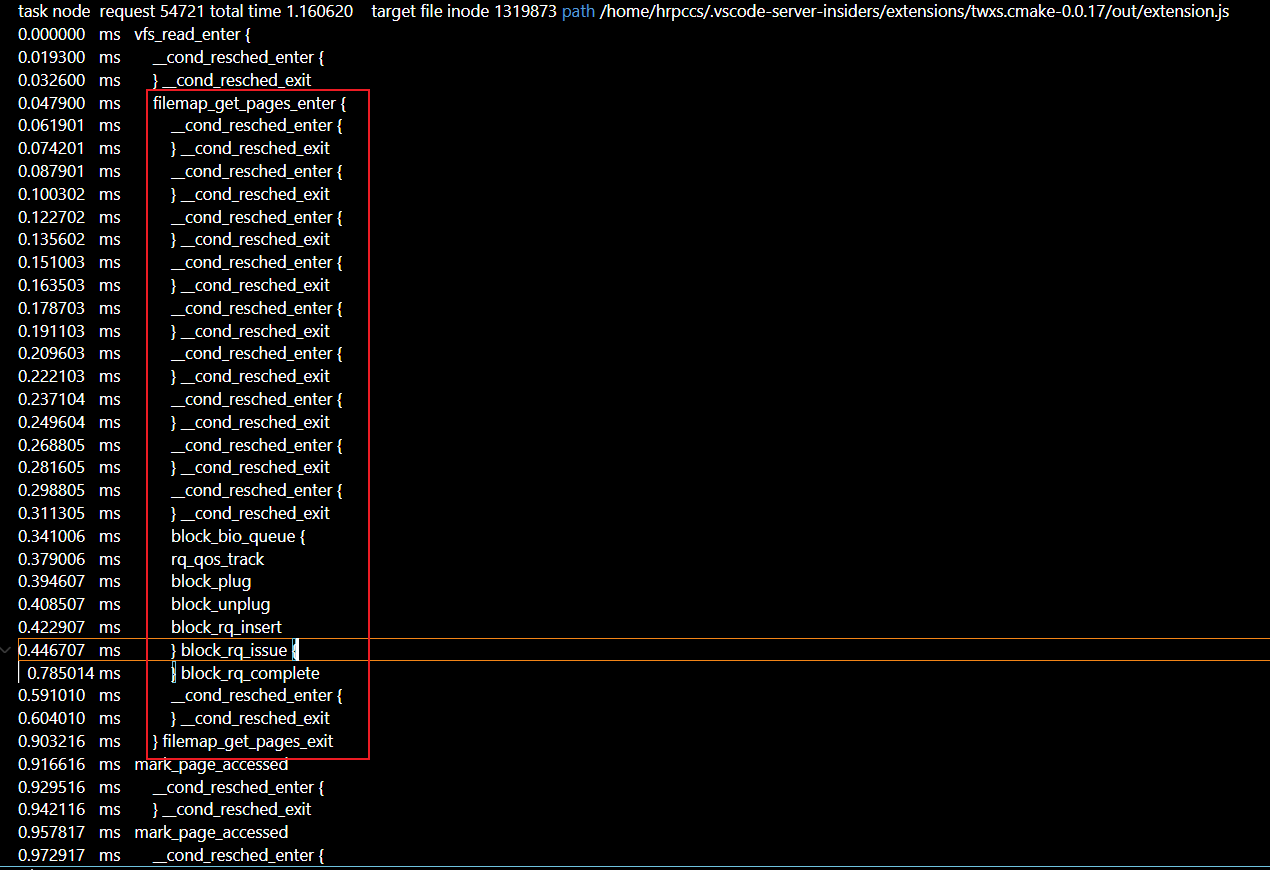 task node request 54721 total time 1.160620 target file inode 1319873 path /home/hrpccs/.vscode-server-insiders/extensions/twxs.cmake-0.0.17/out/extension.js
0.000000 ms vfs_read_enter {
0.019300 ms __cond_resched_enter {
0.032600 ms } __cond_resched_exit
0.047900 ms filemap_get_pages_enter {
0.061901 ms __cond_resched_enter {
0.074201 ms } __cond_resched_exit
0.087901 ms __cond_resched_enter {
0.100302 ms } __cond_resched_exit
0.122702 ms __cond_resched_enter {
0.135602 ms } __cond_resched_exit
0.151003 ms __cond_resched_enter {
0.163503 ms } __cond_resched_exit
0.178703 ms __cond_resched_enter {
0.191103 ms } __cond_resched_exit
0.209603 ms __cond_resched_enter {
0.222103 ms } __cond_resched_exit
0.237104 ms __cond_resched_enter {
0.249604 ms } __cond_resched_exit
0.268805 ms __cond_resched_enter {
0.281605 ms } __cond_resched_exit
0.298805 ms __cond_resched_enter {
0.311305 ms } __cond_resched_exit
0.341006 ms block_bio_queue {
0.379006 ms rq_qos_track
0.394607 ms block_plug
0.408507 ms block_unplug
0.422907 ms block_rq_insert
0.446707 ms } block_rq_issue {
0.785014 ms } block_rq_complete
0.591010 ms __cond_resched_enter {
0.604010 ms } __cond_resched_exit
0.903216 ms } filemap_get_pages_exit
0.916616 ms mark_page_accessed
0.929516 ms __cond_resched_enter {
0.942116 ms } __cond_resched_exit
0.957817 ms mark_page_accessed
0.972917 ms __cond_resched_enter {